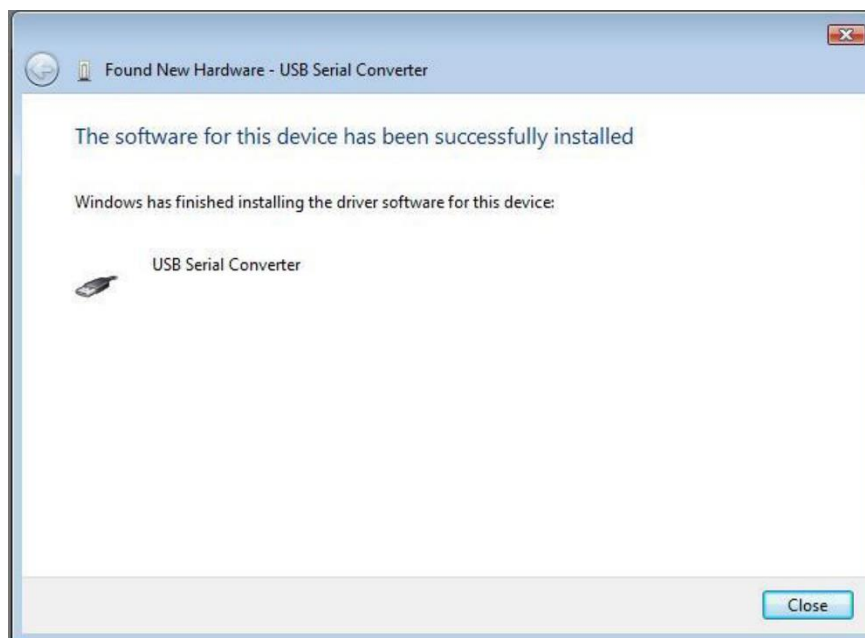 Found New Hardware - USB Serial Converter
The software for this device has been successfully installed
Windows has finished installing the driver software for this device:
USB Serial Converter
Close